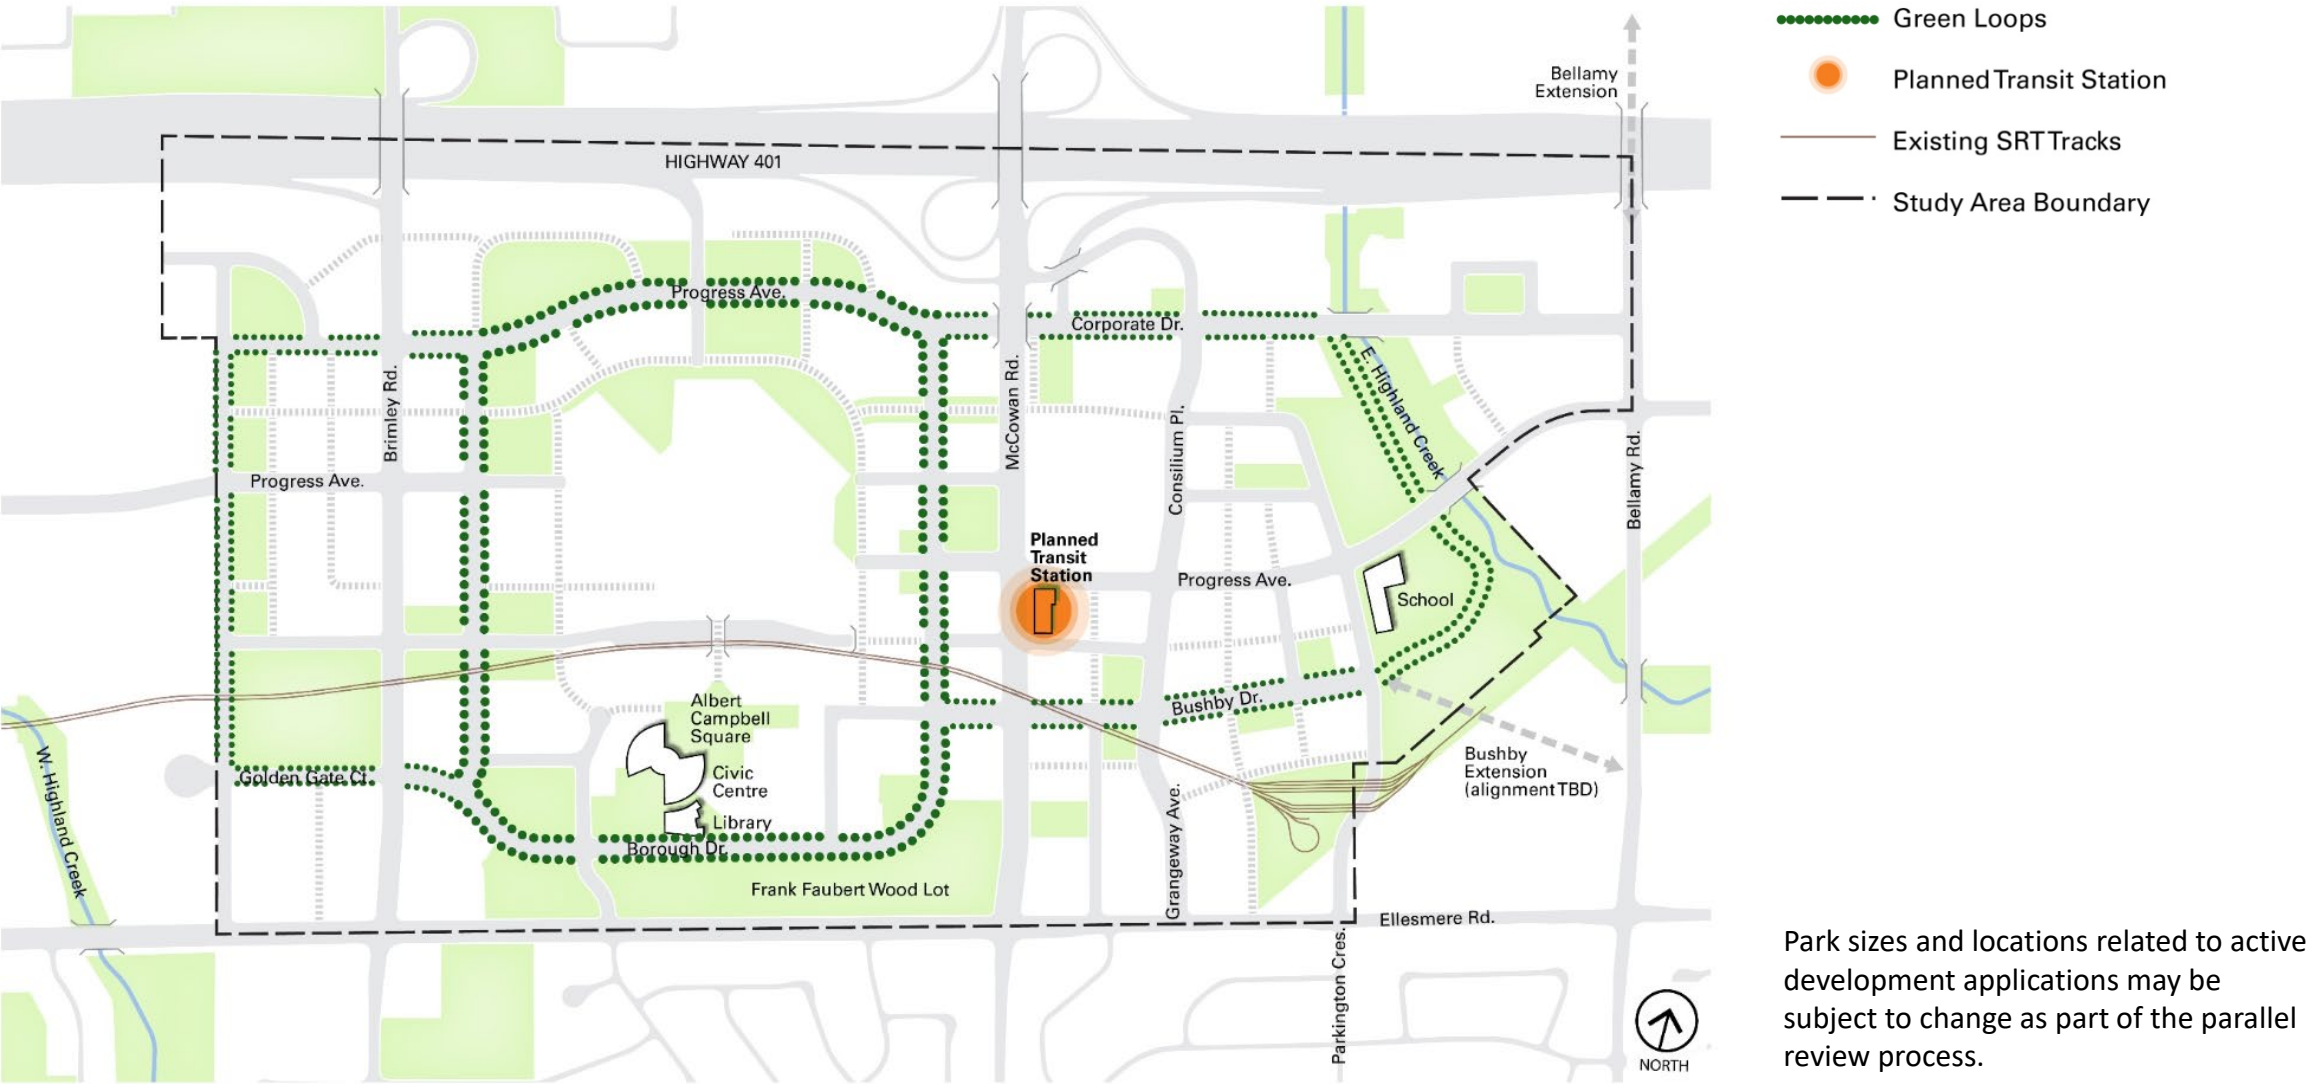 Green Loops
Planned Transit Station
Existing SRT Tracks
Study Area Boundary
Bellamy
Extension
HIGHWAY 401
Progress Ave.
Corporate Dr.
E. Highland Creek
McCowan Rd.
Brimley Rd.
Consilium Pl.
Bellamy Rd.
Progress Ave.
Planned
Transit
Station
Progress Ave.
School
Albert
Campbell
Square
Bushby Dr.
Civic
Centre
Golden Gate Ct.
W. Highland Creek
Bushby
Extension
(alignment TBD)
Library
Grangeway Ave.
Borough Dr.
Frank Faubert Wood Lot
Ellesmere Rd.
Parkington Cres.
NORTH
Park sizes and locations related to active
development applications may be
subject to change as part of the parallel
review process.